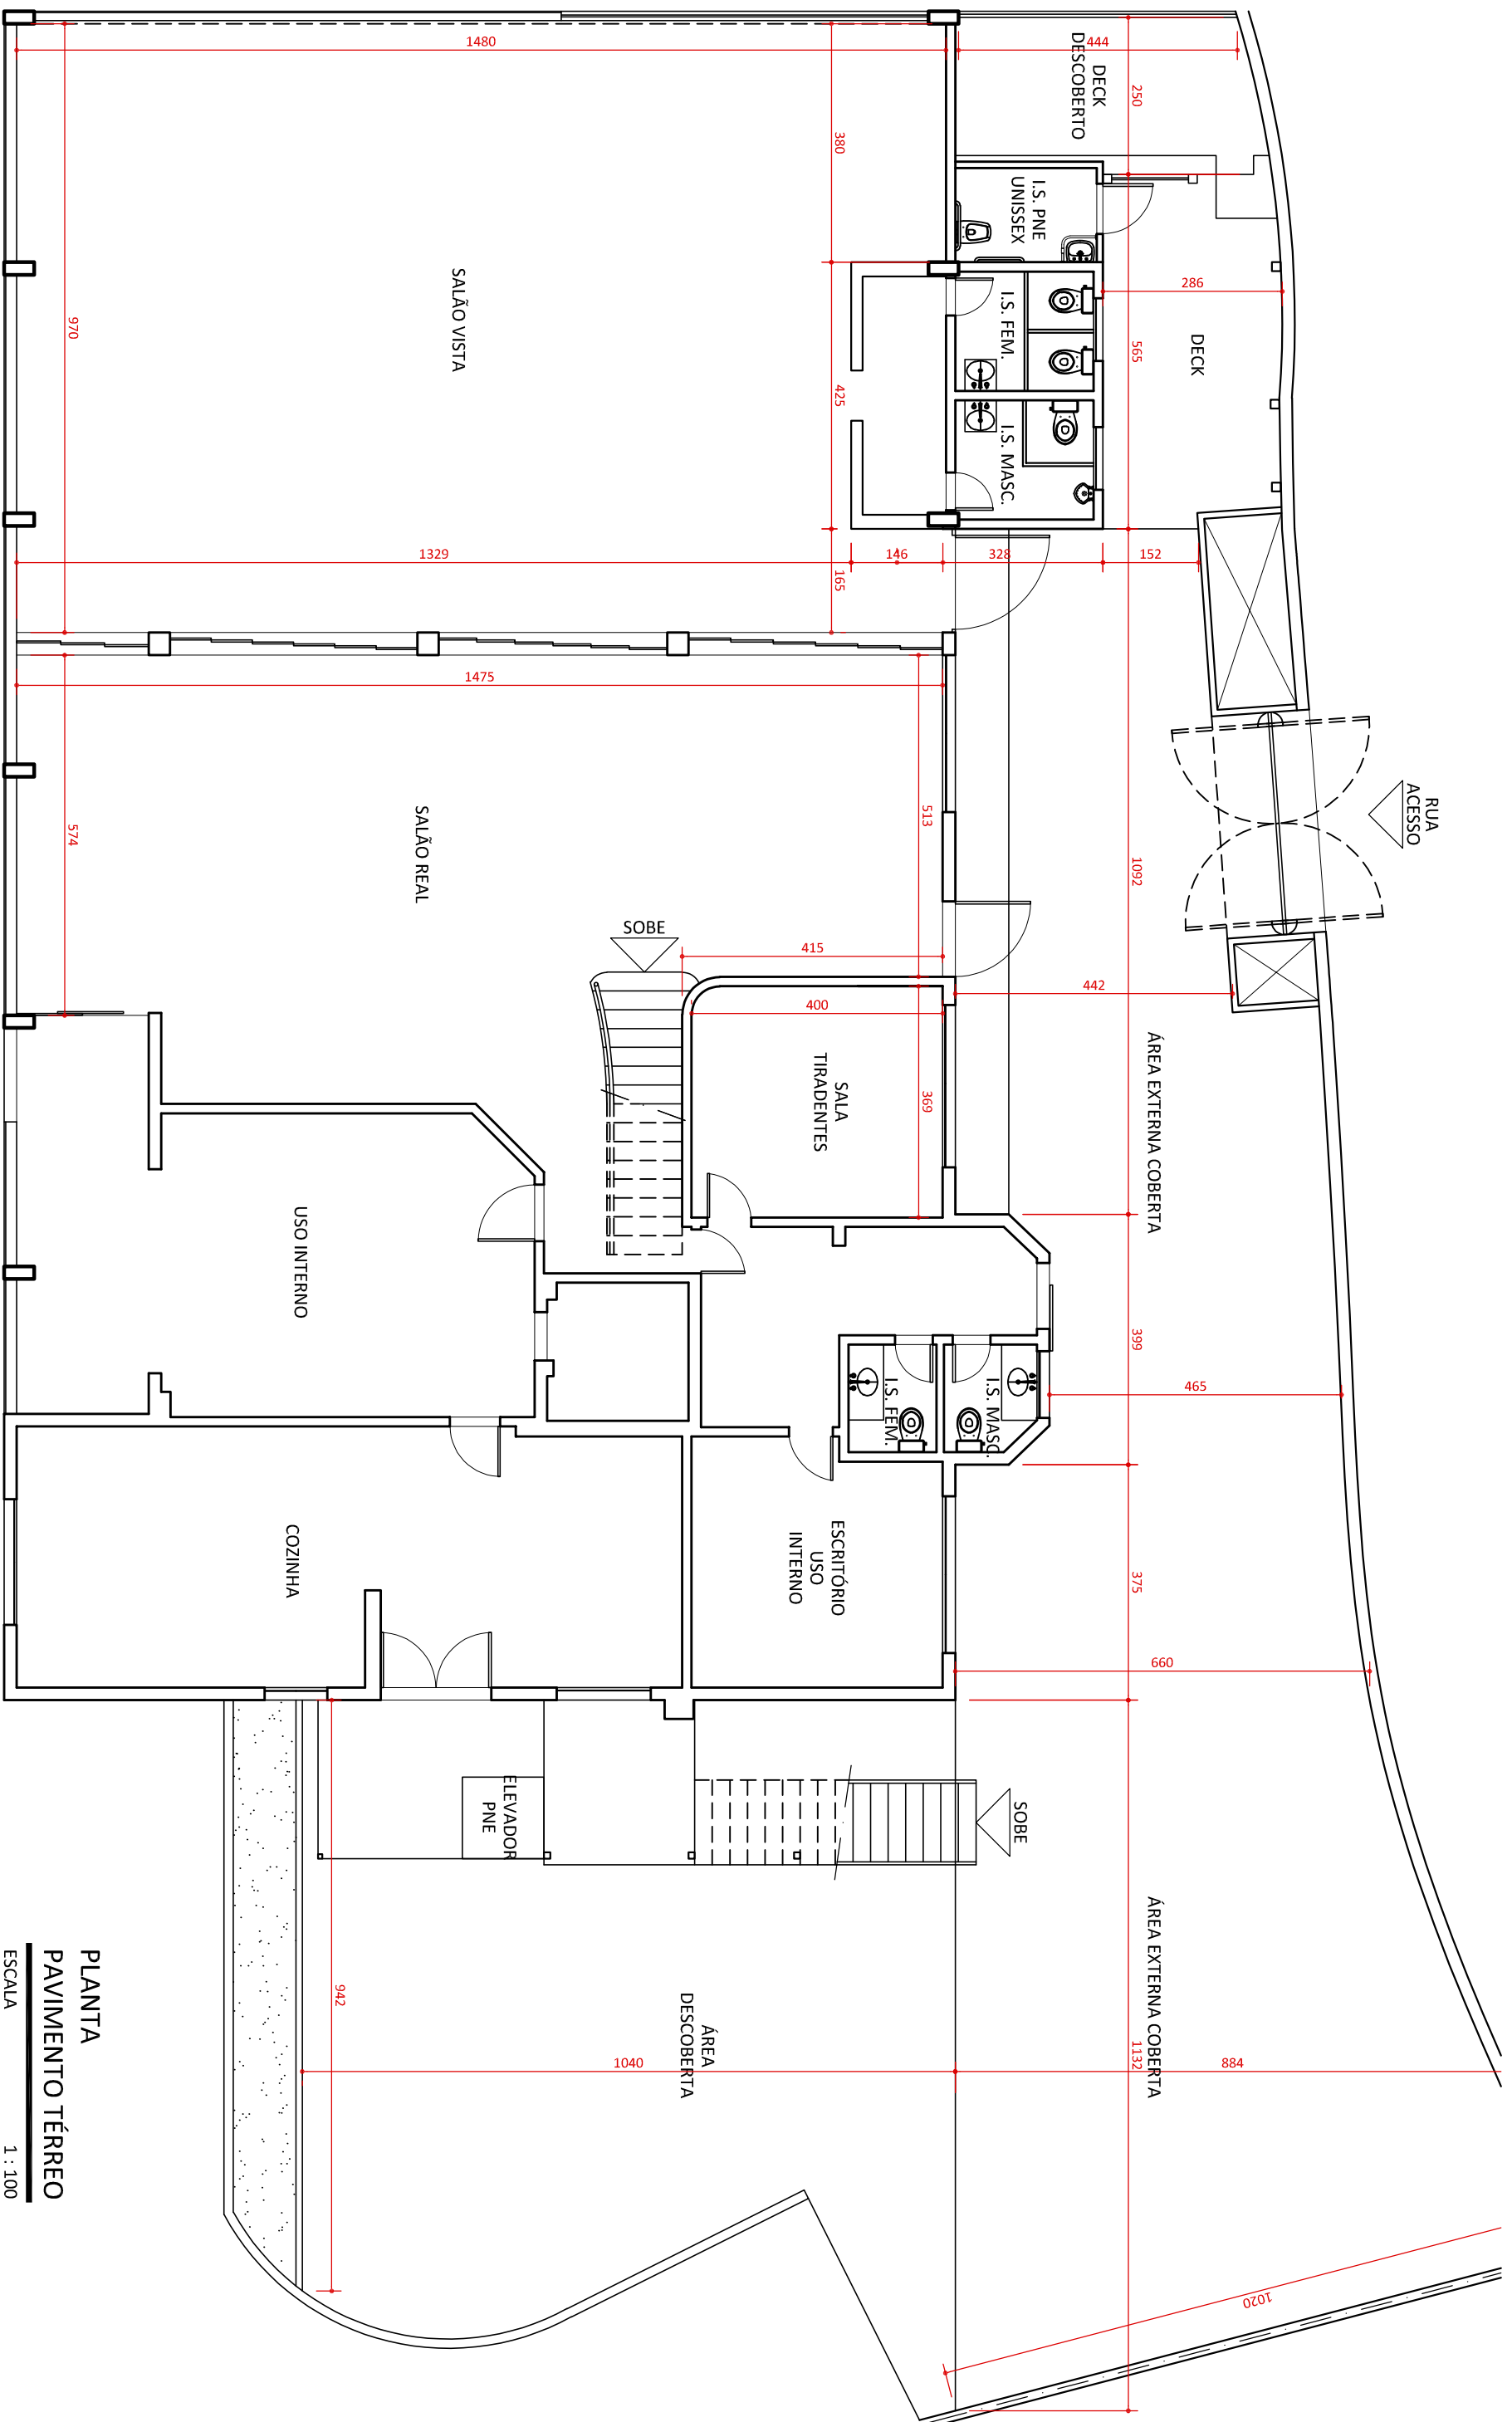 1480
444
DECK
DESCOBERTO
250
380
I.S. PNE
UNISSEX
SALÃO VISTA
970
I.S. FEM.
286
DECK
565
425
I.S. MASC.
1329
146
328
152
165
1475
RUA
ACESSO
513
574
SALÃO REAL
1092
SOBE
415
442
400
ÁREA EXTERNA COBERTA
SALA
TIRADENTES
369
USO INTERNO
399
465
I.S. FEM.
I.S. MASC.
COZINHA
ESCRITÓRIO
USO
INTERNO
375
660
ELEVADOR
PNE
SOBE
ÁREA EXTERNA COBERTA
942
ÁREA
DESCOBERTA
1040
1132
884
1020
PLANTA
PAVIMENTO TÉRREO
ESCALA 1 : 100